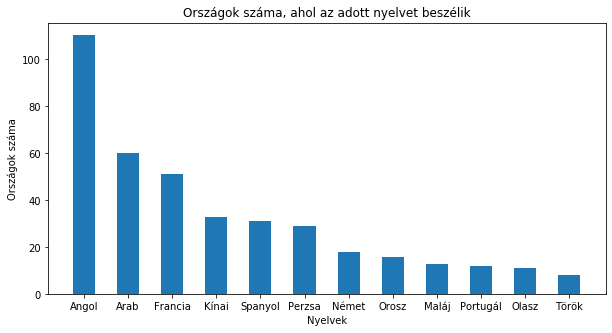 Országok száma, ahol az adott nyelvet beszélik
Országok száma
100
80
60
40
20
0
Angol Arab Francia Kínai Spanyol Perzsa Német Orosz Maláj Portugál Olasz Török
Nyelvek